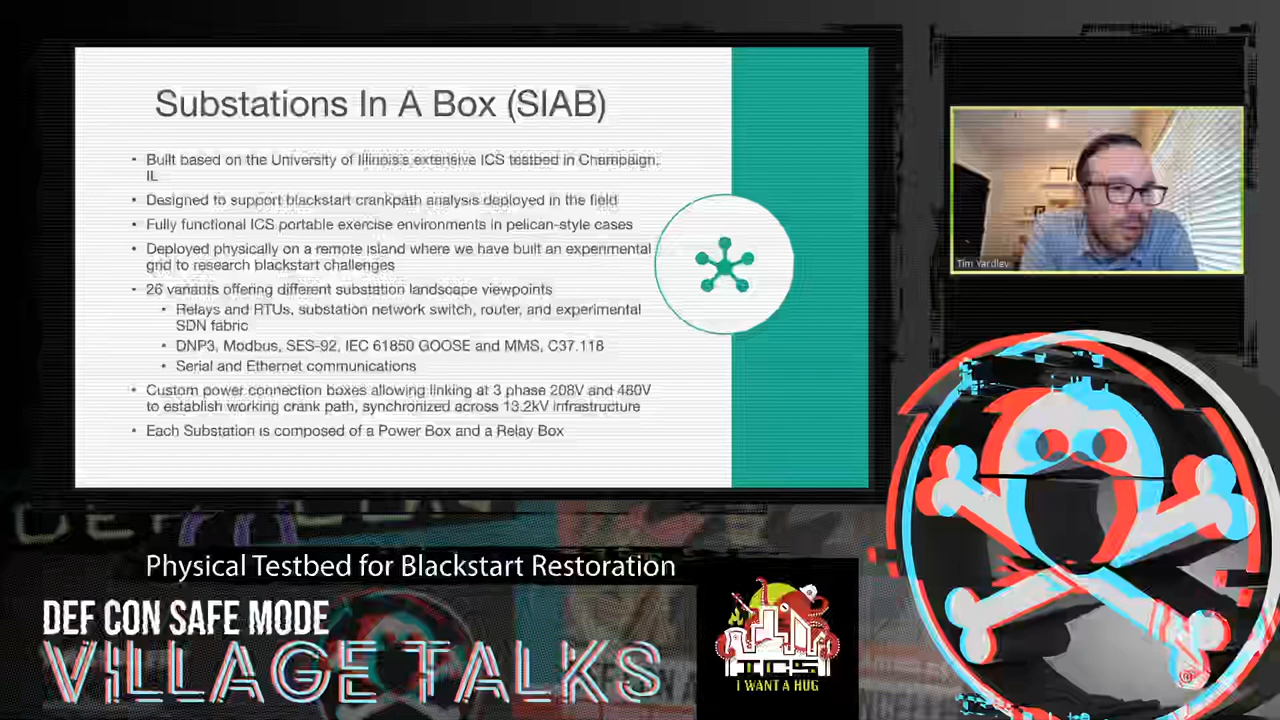 Substations In A Box (SIAB)
• Built based on the University of Illinois's extensive ICS testbed in Champaign,
IL
• Designed to support blackstart crankpath analysis deployed in the field
• Fully functional ICS portable exercise environments in pelican-style cases
• Deployed physically on a remote island where we have built an experimental
grid to research blackstart challenges
• 26 variants offering different substation landscape viewpoints
• Relays and RTUs, substation network switch, router, and experimental
SDN fabric
• DNP3, Modbus, SES-92, IEC 61850 GOOSE and MMS, C37.118
• Serial and Ethernet communications
• Custom power connection boxes allowing linking at 3 phase 208V and 480V
to establish working crank path, synchronized across 13.2kV infrastructure
• Each Substation is composed of a Power Box and a Relay Box
Tim Yardley
DEF CON
Physical Testbed for Blackstart Restoration
DEF CON SAFE MODE
VILLAGE TALKS
ICS
I WANT A HUG